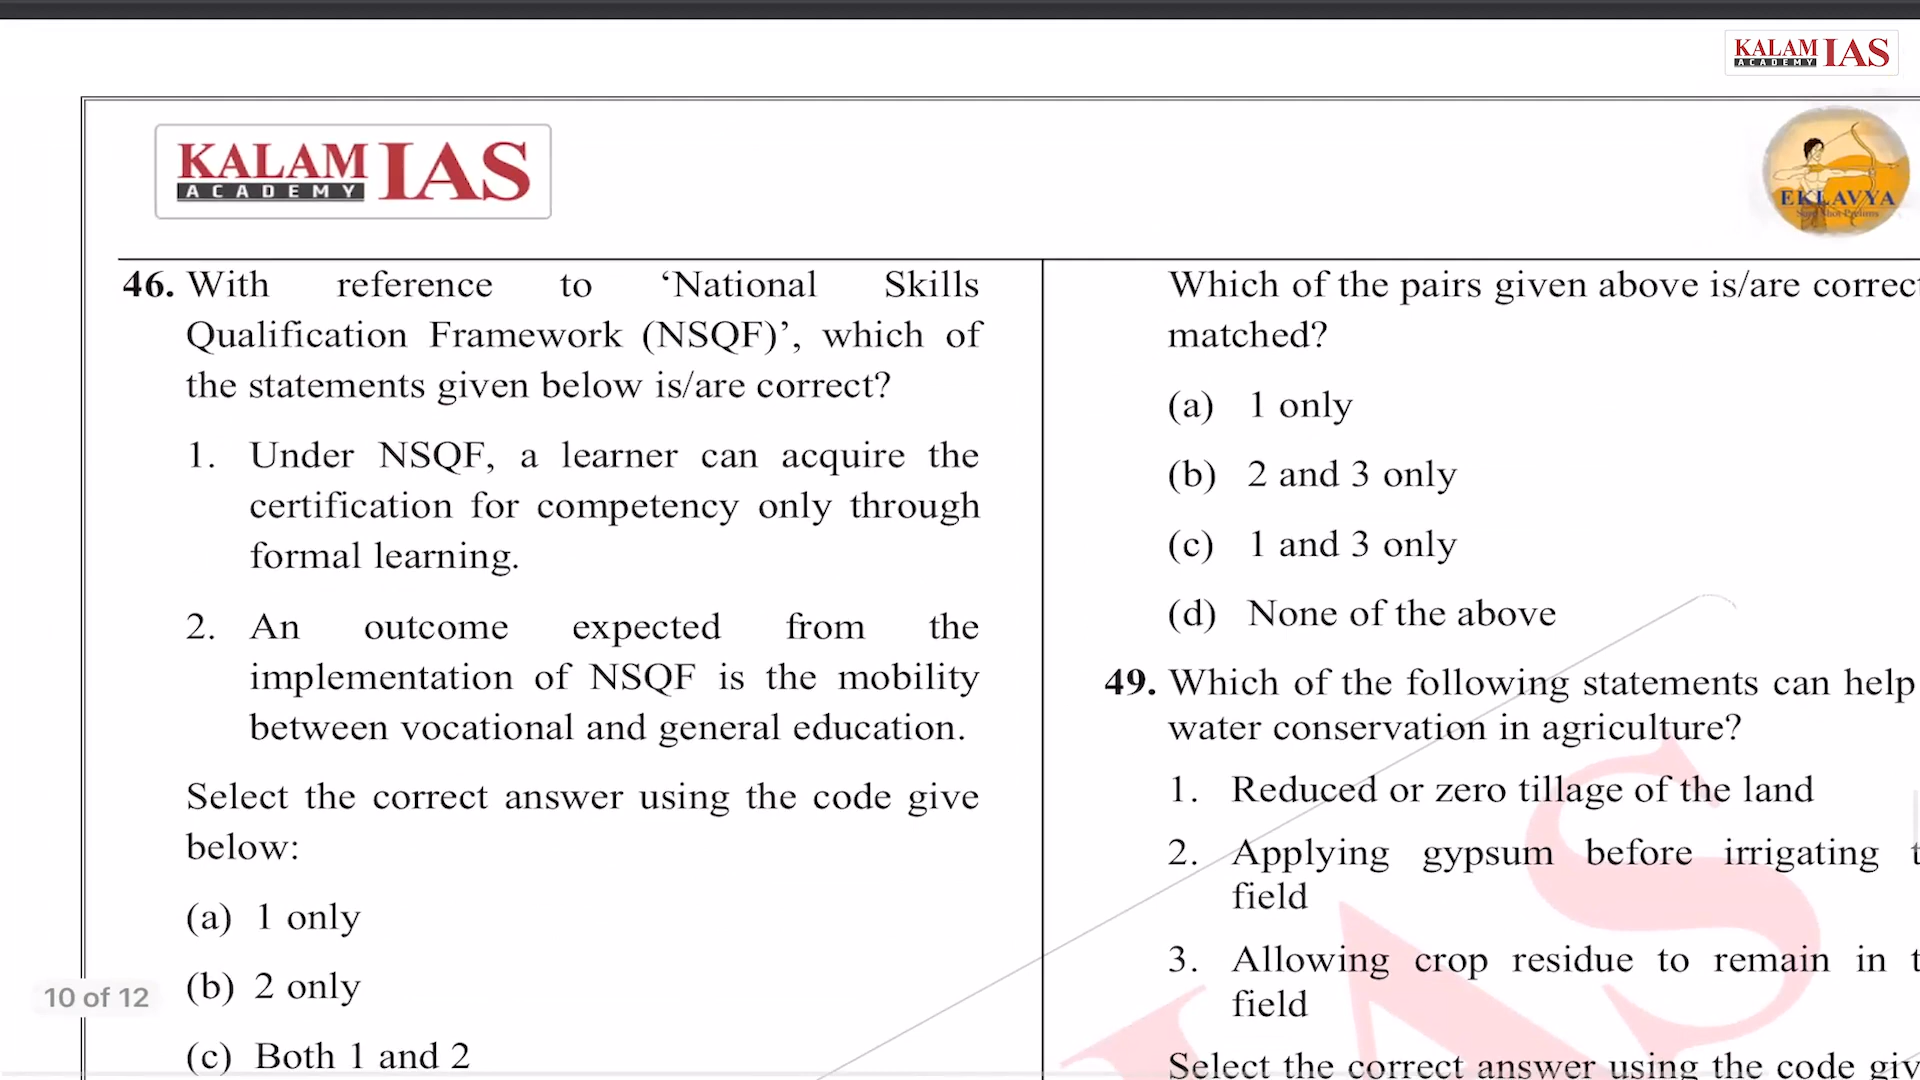 KALAM IAS
ACADEMY
KALAM IAS
ACADEMY
EKLAVYA
46. With reference to ‘National Skills
Qualification Framework (NSQF)’, which of
the statements given below is/are correct?
1. Under NSQF, a learner can acquire the
certification for competency only through
formal learning.
2. An outcome expected from the
implementation of NSQF is the mobility
between vocational and general education.
Select the correct answer using the code give
below:
(a) 1 only
(b) 2 only
(c) Both 1 and 2
10 of 12
Which of the pairs given above is/are correct
matched?
(a) 1 only
(b) 2 and 3 only
(c) 1 and 3 only
(d) None of the above
49. Which of the following statements can help
water conservation in agriculture?
1. Reduced or zero tillage of the land
2. Applying gypsum before irrigating t
field
3. Allowing crop residue to remain in t
field
Select the correct answer using the code giv
IAS